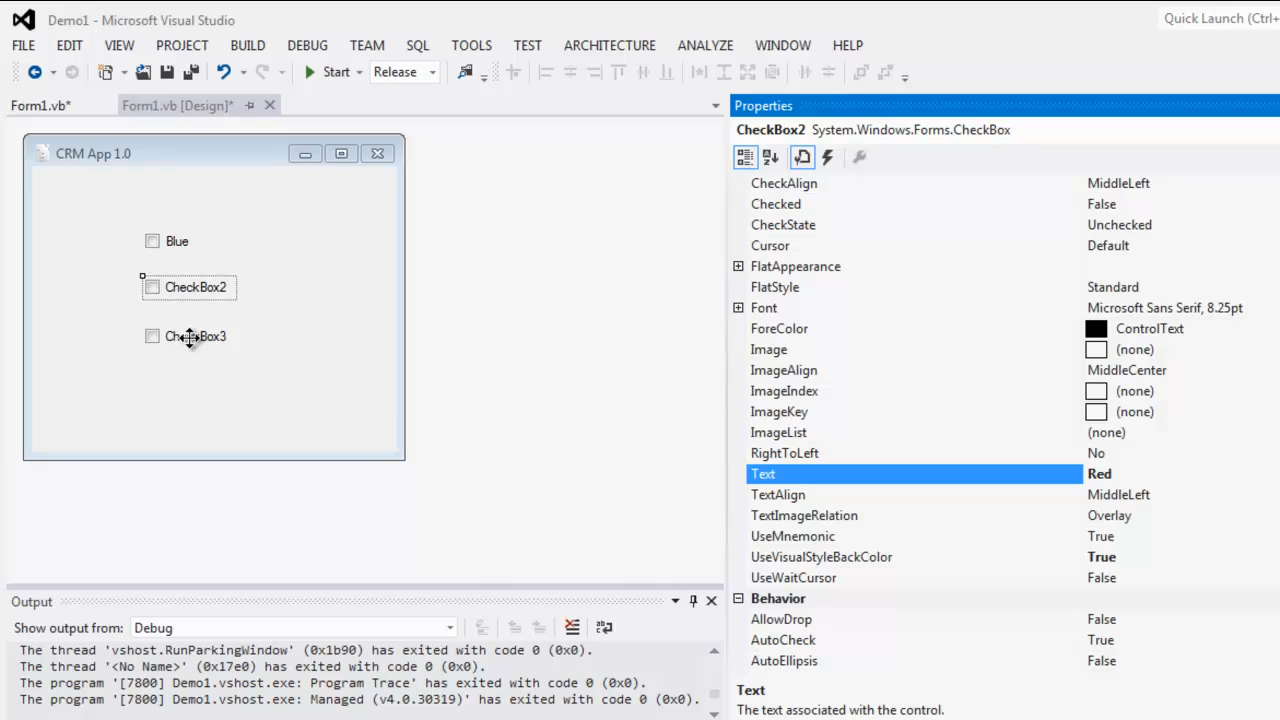 Demo1 - Microsoft Visual Studio
Quick Launch (Ctrl+
FILE EDIT VIEW PROJECT BUILD DEBUG TEAM SQL TOOLS TEST ARCHITECTURE ANALYZE WINDOW HELP
Start Release
Form1.vb* Form1.vb [Design]*
Properties
CheckBox2 System.Windows.Forms.CheckBox
CRM App 1.0
Blue
CheckBox2
CheckBox3
CheckAlign MiddleLeft
Checked False
CheckState Unchecked
Cursor Default
FlatAppearance
FlatStyle Standard
Font Microsoft Sans Serif, 8.25pt
ForeColor ControlText
Image (none)
ImageAlign MiddleCenter
ImageIndex (none)
ImageKey (none)
ImageList (none)
RightToLeft No
Text Red
TextAlign MiddleLeft
TextImageRelation Overlay
UseMnemonic True
UseVisualStyleBackColor True
UseWaitCursor False
Behavior
AllowDrop False
AutoCheck True
AutoEllipsis False
Text
The text associated with the control.
Output
Show output from: Debug
The thread 'vshost.RunParkingWindow' (0x1b90) has exited with code 0 (0x0).
The thread '<No Name>' (0x17e0) has exited with code 0 (0x0).
The program '[7800] Demo1.vshost.exe: Program Trace' has exited with code 0 (0x0).
The program '[7800] Demo1.vshost.exe: Managed (v4.0.30319)' has exited with code 0 (0x0).